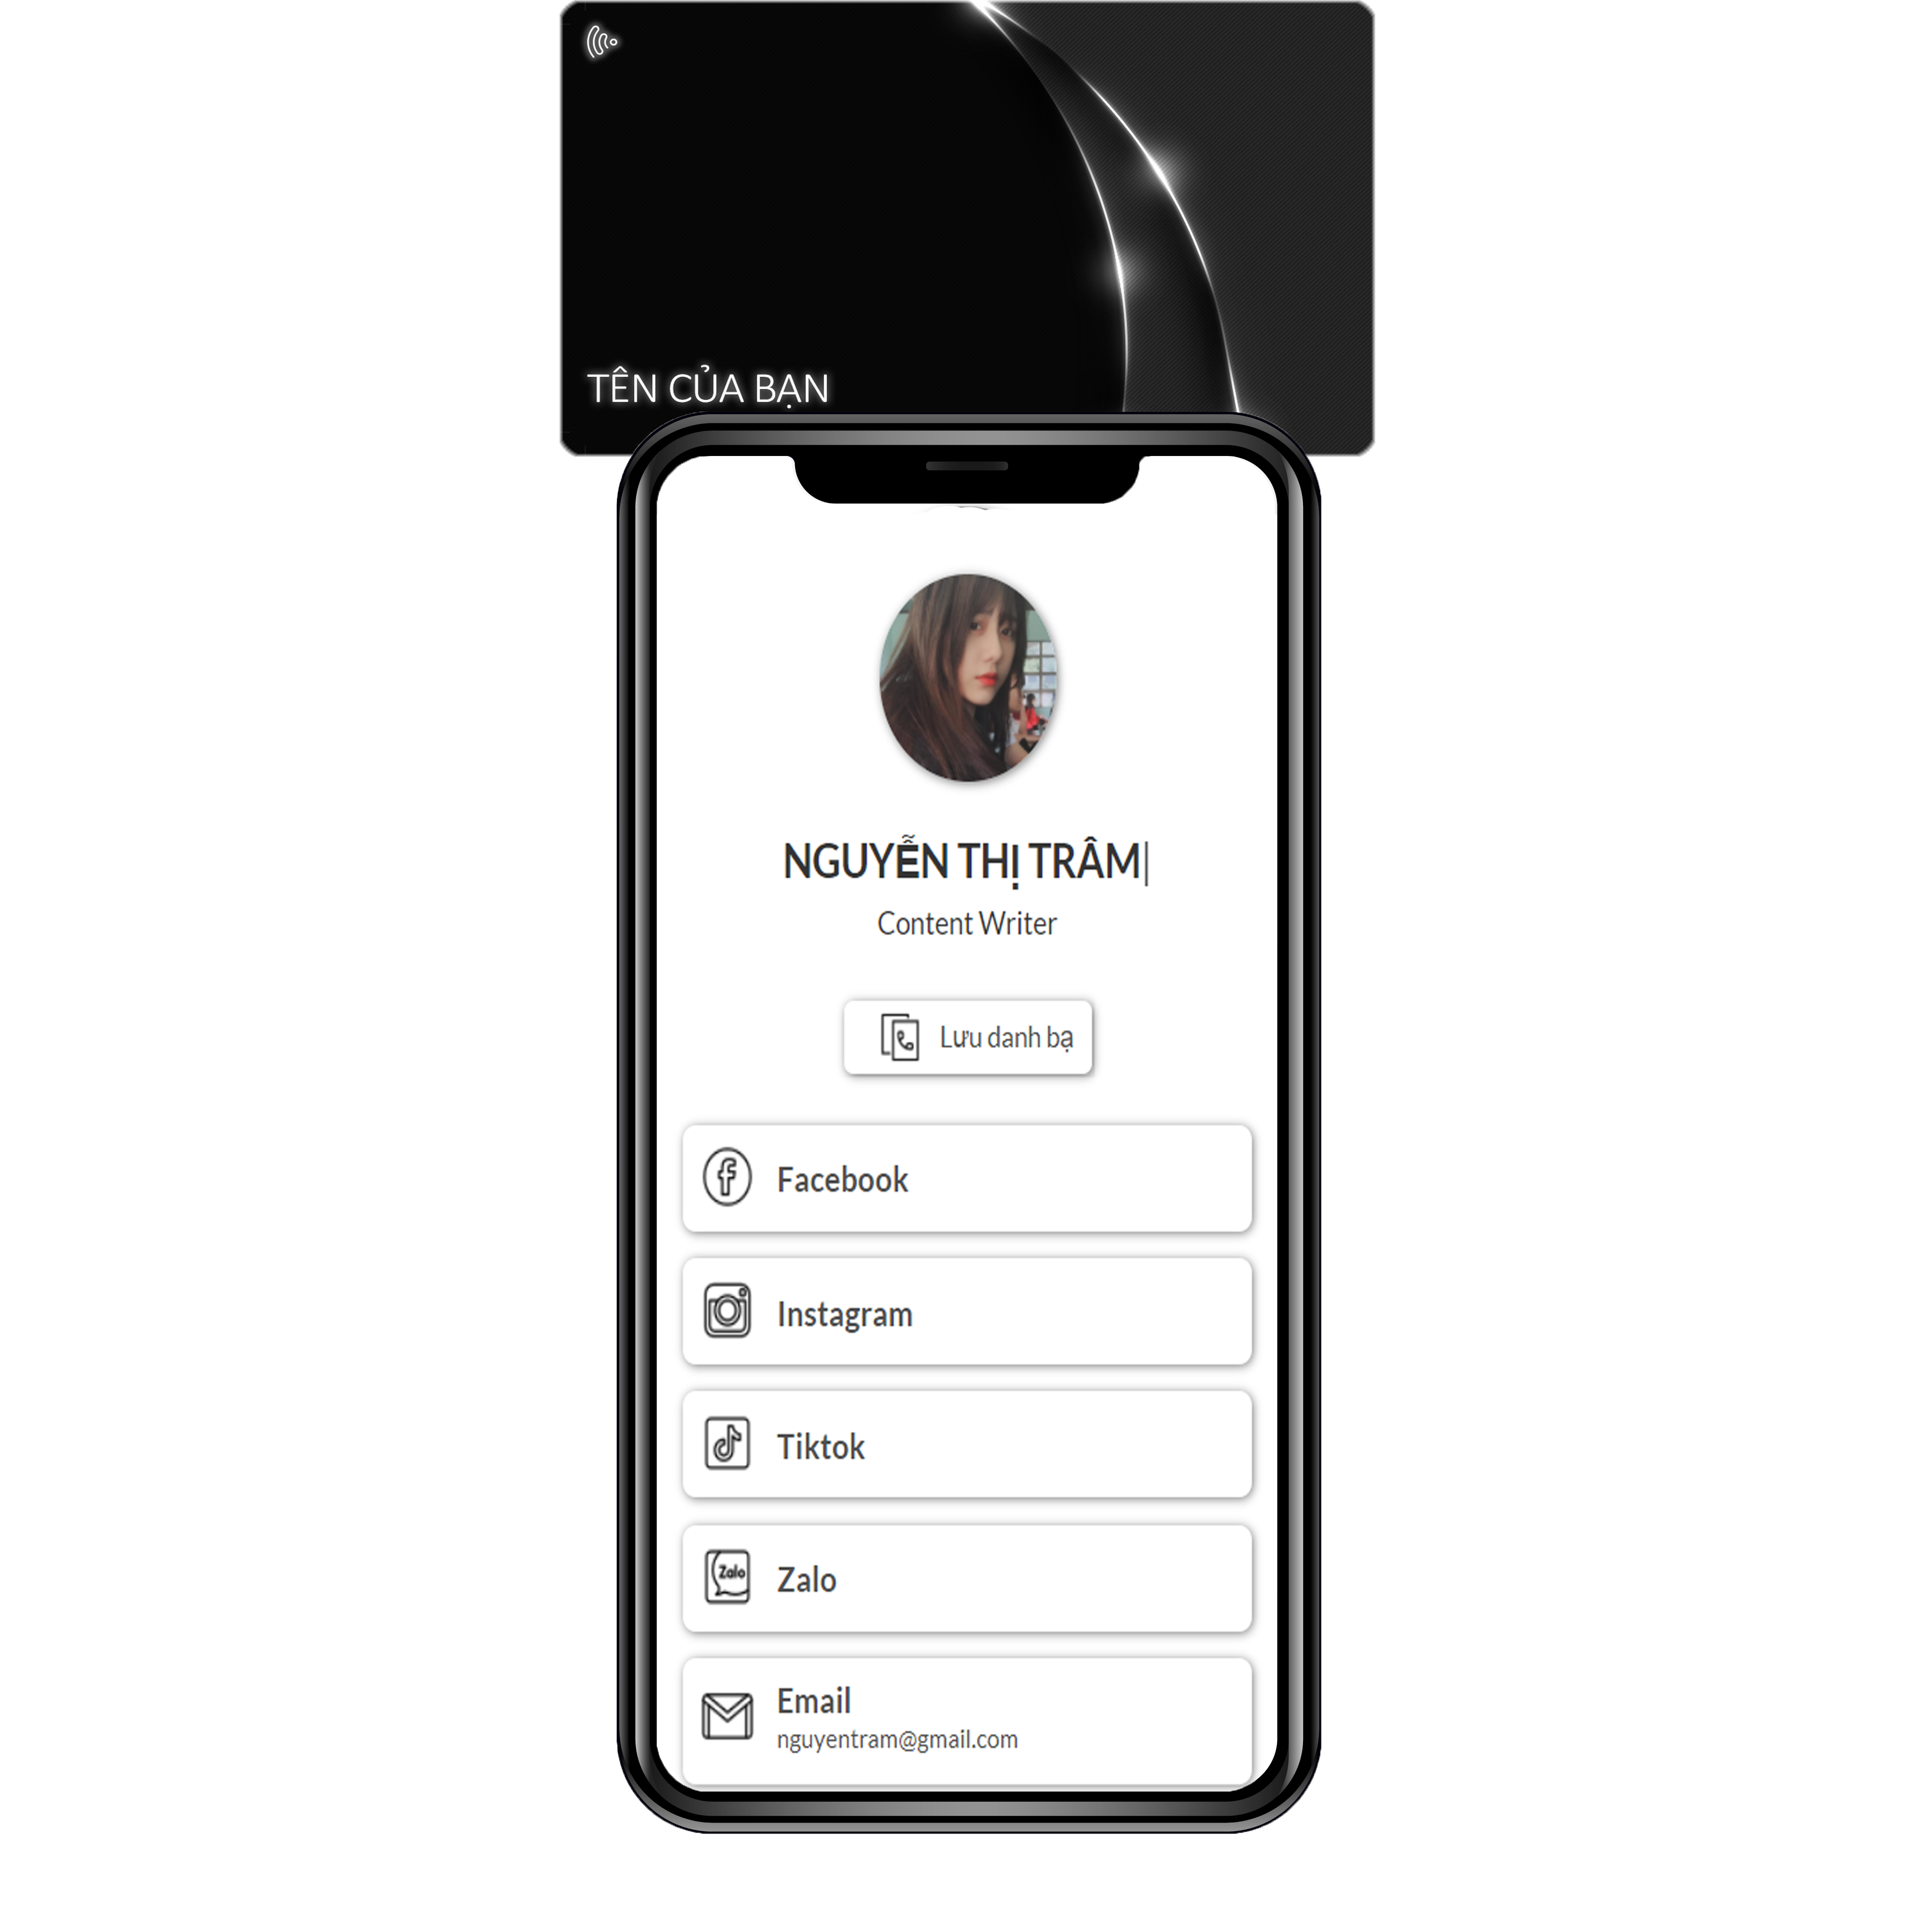 TÊN CỦA BẠN
NGUYỄN THỊ TRÂM
Content Writer
Lưu danh bạ
Facebook
Instagram
Tiktok
Zalo
Zalo
Email
nguyentram@gmail.com